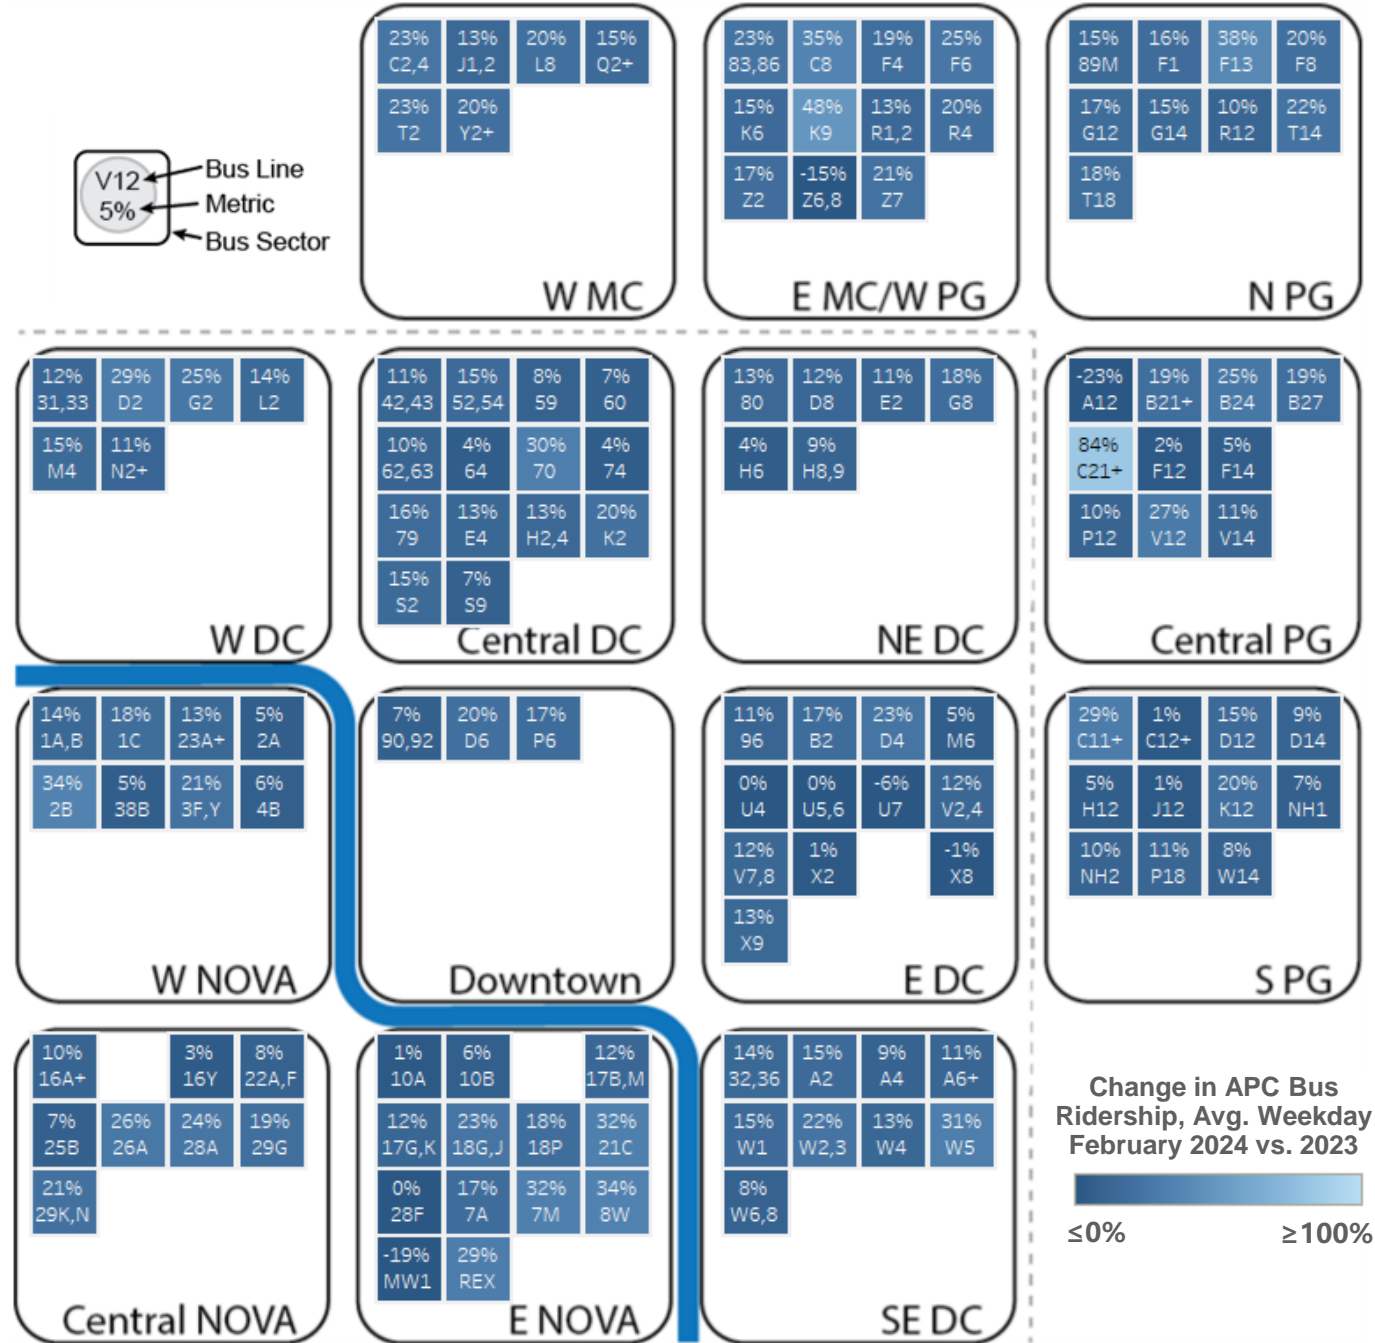 23% 13% 20% 15%
C2,4 J1,2 L8 Q2+
23% 20%
T2 Y2+
W MC
23% 35% 19% 25%
83,86 C8 F4 F6
15% 48% 13% 20%
K6 K9 R1,2 R4
17% -15% 21%
Z2 Z6,8 Z7
E MC/W PG
15% 16% 38% 20%
89M F1 F13 F8
17% 15% 10% 22%
G12 G14 R12 T14
18%
T18
N PG
V12
5%
Bus Line
Metric
Bus Sector
12% 29% 25% 14%
31,33 D2 G2 L2
15% 11%
M4 N2+
W DC
11% 15% 8% 7%
42,43 52,54 59 60
10% 4% 30% 4%
62,63 64 70 74
16% 13% 13% 20%
79 E4 H2,4 K2
15% 7%
S2 S9
Central DC
13% 12% 11% 18%
80 D8 E2 G8
4% 9%
H6 H8,9
NE DC
-23% 19% 25% 19%
A12 B21+ B24 B27
84% 2% 5%
C21+ F12 F14
10% 27% 11%
P12 V12 V14
Central PG
14% 18% 13% 5%
1A,B 1C 23A+ 2A
34% 5% 21% 6%
2B 38B 3F,Y 4B
W NOVA
7% 20% 17%
90,92 D6 P6
Downtown
11% 17% 23% 5%
96 B2 D4 M6
0% 0% -6% 12%
U4 U5,6 U7 V2,4
12% 1% -1%
V7,8 X2 X8
13%
X9
E DC
29% 1% 15% 9%
C11+ C12+ D12 D14
5% 1% 20% 7%
H12 J12 K12 NH1
10% 11% 8%
NH2 P18 W14
S PG
10% 3% 8%
16A+ 16Y 22A,F
7% 26% 24% 19%
25B 26A 28A 29G
21%
29K,N
Central NOVA
1% 6% 12%
10A 10B 17B,M
12% 23% 18% 32%
17G,K 18G,J 18P 21C
0% 17% 32% 34%
28F 7A 7M 8W
-19% 29%
MW1 REX
E NOVA
14% 15% 9% 11%
32,36 A2 A4 A6+
15% 22% 13% 31%
W1 W2,3 W4 W5
8%
W6,8
SE DC
Change in APC Bus
Ridership, Avg. Weekday
February 2024 vs. 2023
≤0% ≥100%